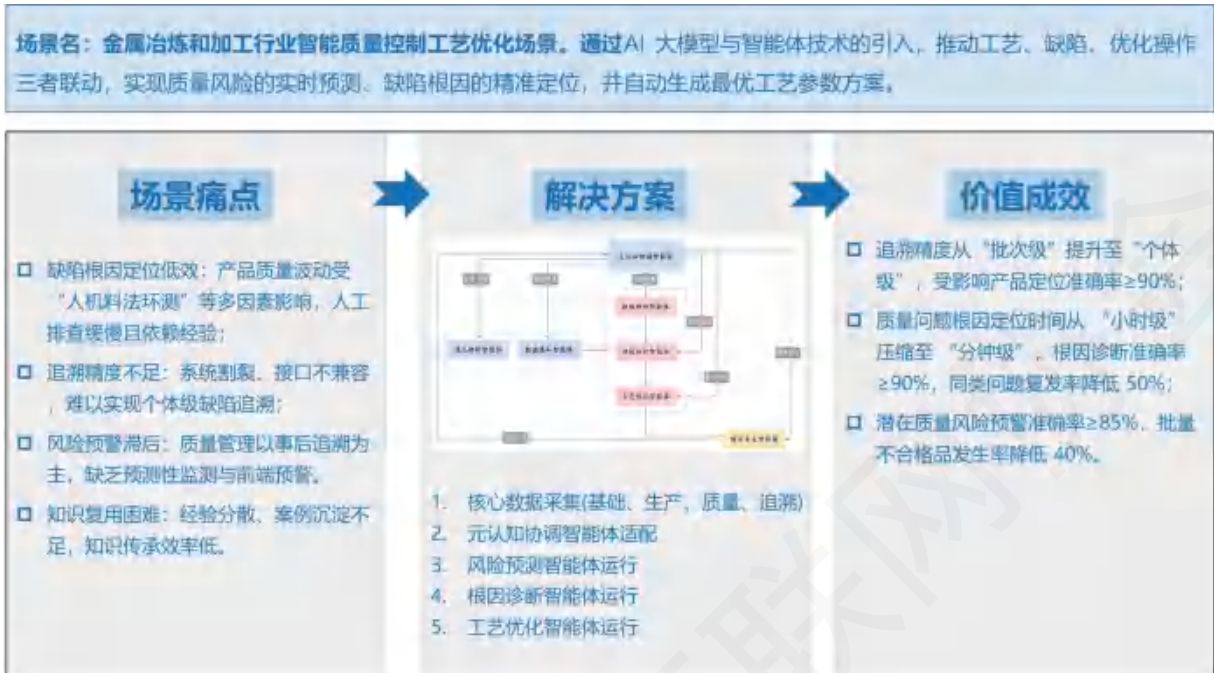 场景名：金属冶炼和加工行业智能质量控制工艺优化场景。通过AI 大模型与智能体技术的引入，推动工艺、缺陷、优化操作
三者联动，实现质量风险的实时预测、缺陷根因的精准定位，并自动生成最优工艺参数方案。
场景痛点
缺陷根因定位低效：产品质量波动受
“人机料法环测”等多因素影响，人工
排查缓慢且依赖经验；
追溯精度不足：系统割裂、接口不兼容
，难以实现个体级缺陷追溯；
风险预警滞后：质量管理以事后追溯为
主，缺乏预测性监测与前端预警。
知识复用困难：经验分散、案例沉淀不
足，知识传承效率低。
解决方案
1. 核心数据采集(基础、生产、质量、追溯)
2. 元认知协调智能体适配
3. 风险预测智能体运行
4. 根因诊断智能体运行
5. 工艺优化智能体运行
价值成效
追溯精度从“批次级”提升至“个体
级”，受影响产品定位准确率≥90%；
质量问题根因定位时间从 “小时级”
压缩至 “分钟级”，根因诊断准确率
≥90%，同类问题复发率降低 50%；
潜在质量风险预警准确率≥85%，批量
不合格品发生率降低 40%。